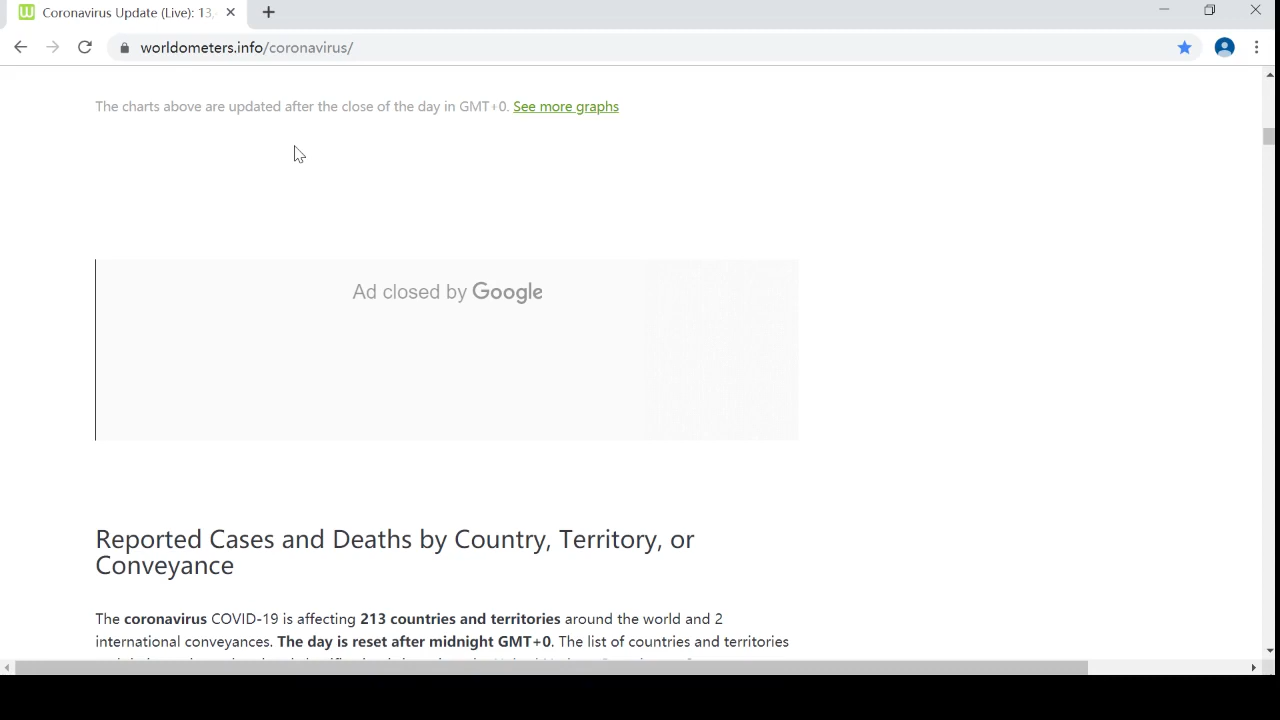 Coronavirus Update (Live): 13,
worldometers.info/coronavirus/
The charts above are updated after the close of the day in GMT+0. See more graphs
Ad closed by Google
Reported Cases and Deaths by Country, Territory, or
Conveyance
The coronavirus COVID-19 is affecting 213 countries and territories around the world and 2
international conveyances. The day is reset after midnight GMT+0. The list of countries and territories